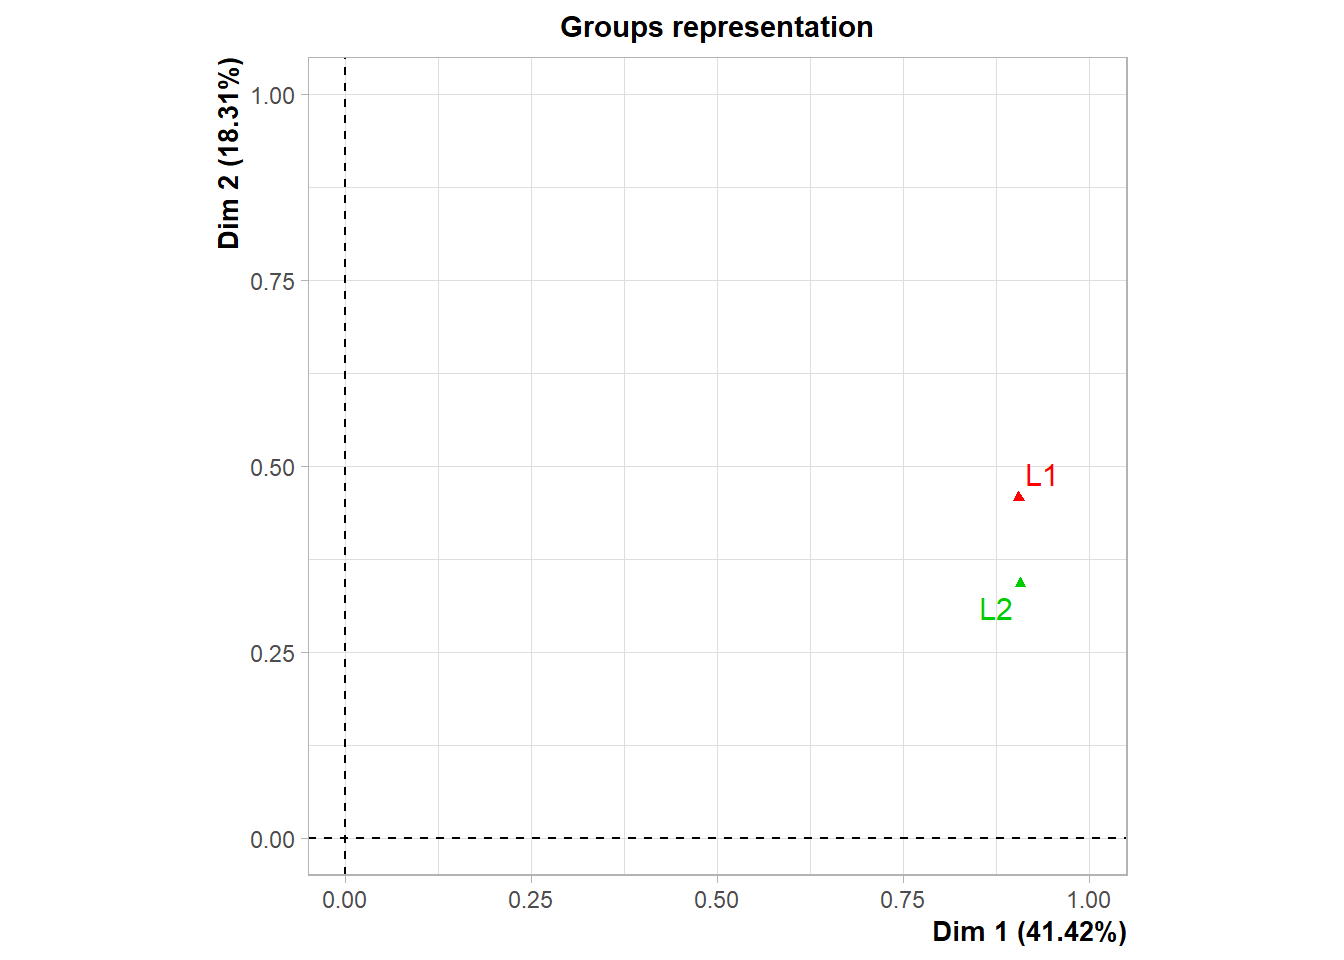 Groups representation
Dim 2 (18.31%)
1.00
0.75
0.50
0.25
0.00
L1
L2
0.00 0.25 0.50 0.75 1.00
Dim 1 (41.42%)